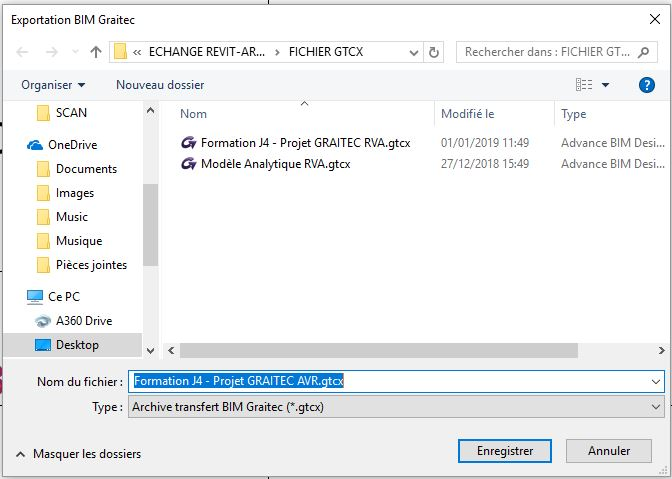 Exportation BIM Graitec
« ECHANGE REVIT-AR... > FICHIER GTCX
Rechercher dans : FICHIER GT...
Organiser Nouveau dossier
SCAN
OneDrive
Documents
Images
Music
Musique
Pièces jointes
Ce PC
A360 Drive
Desktop
Nom Modifié le Type
Formation J4 - Projet GRAITEC RVA.gtcx 01/01/2019 11:49 Advance BIM Desi...
Modèle Analytique RVA.gtcx 27/12/2018 15:49 Advance BIM Desi...
Nom du fichier : Formation J4 - Projet GRAITEC AVR.gtcx
Type : Archive transfert BIM Graitec (*.gtcx)
Masquer les dossiers
Enregistrer
Annuler